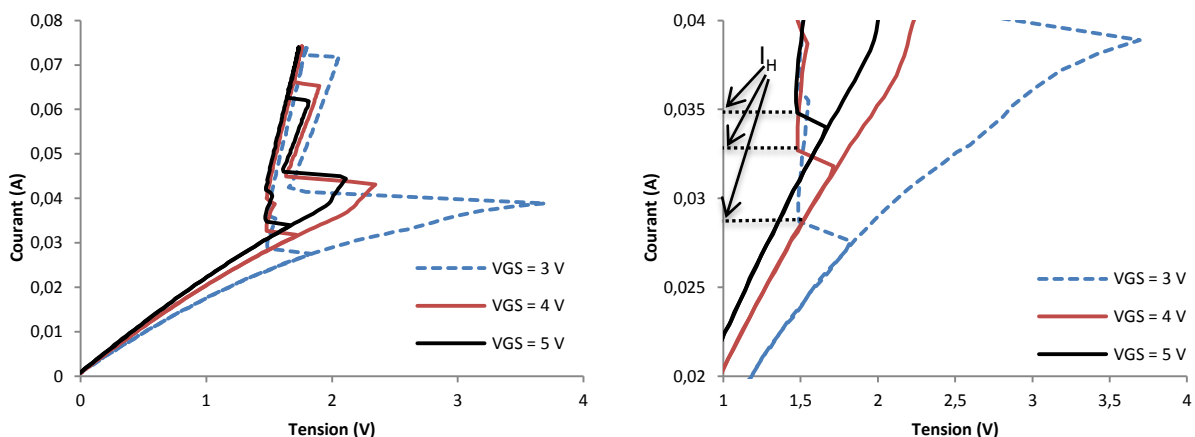 0,08
0,07
0,06
0,05
0,04
0,03
0,02
0,01
0
Courant (A)
0 1 2 3 4
Tension (V)
VGS = 3 V
VGS = 4 V
VGS = 5 V
0,04
0,035
0,03
0,025
0,02
Courant (A)
1 1,5 2 2,5 3 3,5 4
Tension (V)
IH
VGS = 3 V
VGS = 4 V
VGS = 5 V